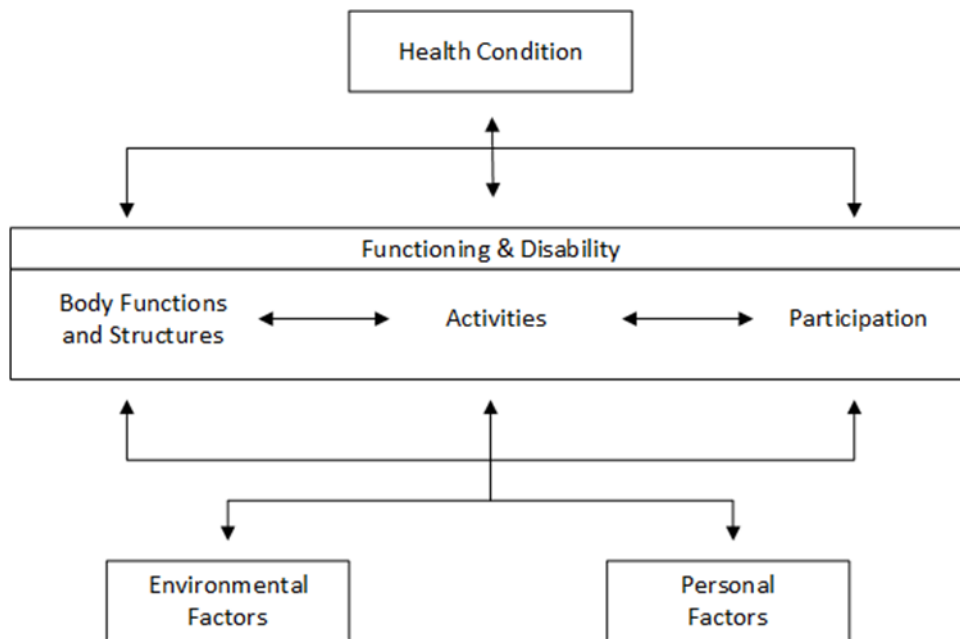 Health Condition
Functioning & Disability
Body Functions
and Structures
Activities
Participation
Environmental
Factors
Personal
Factors